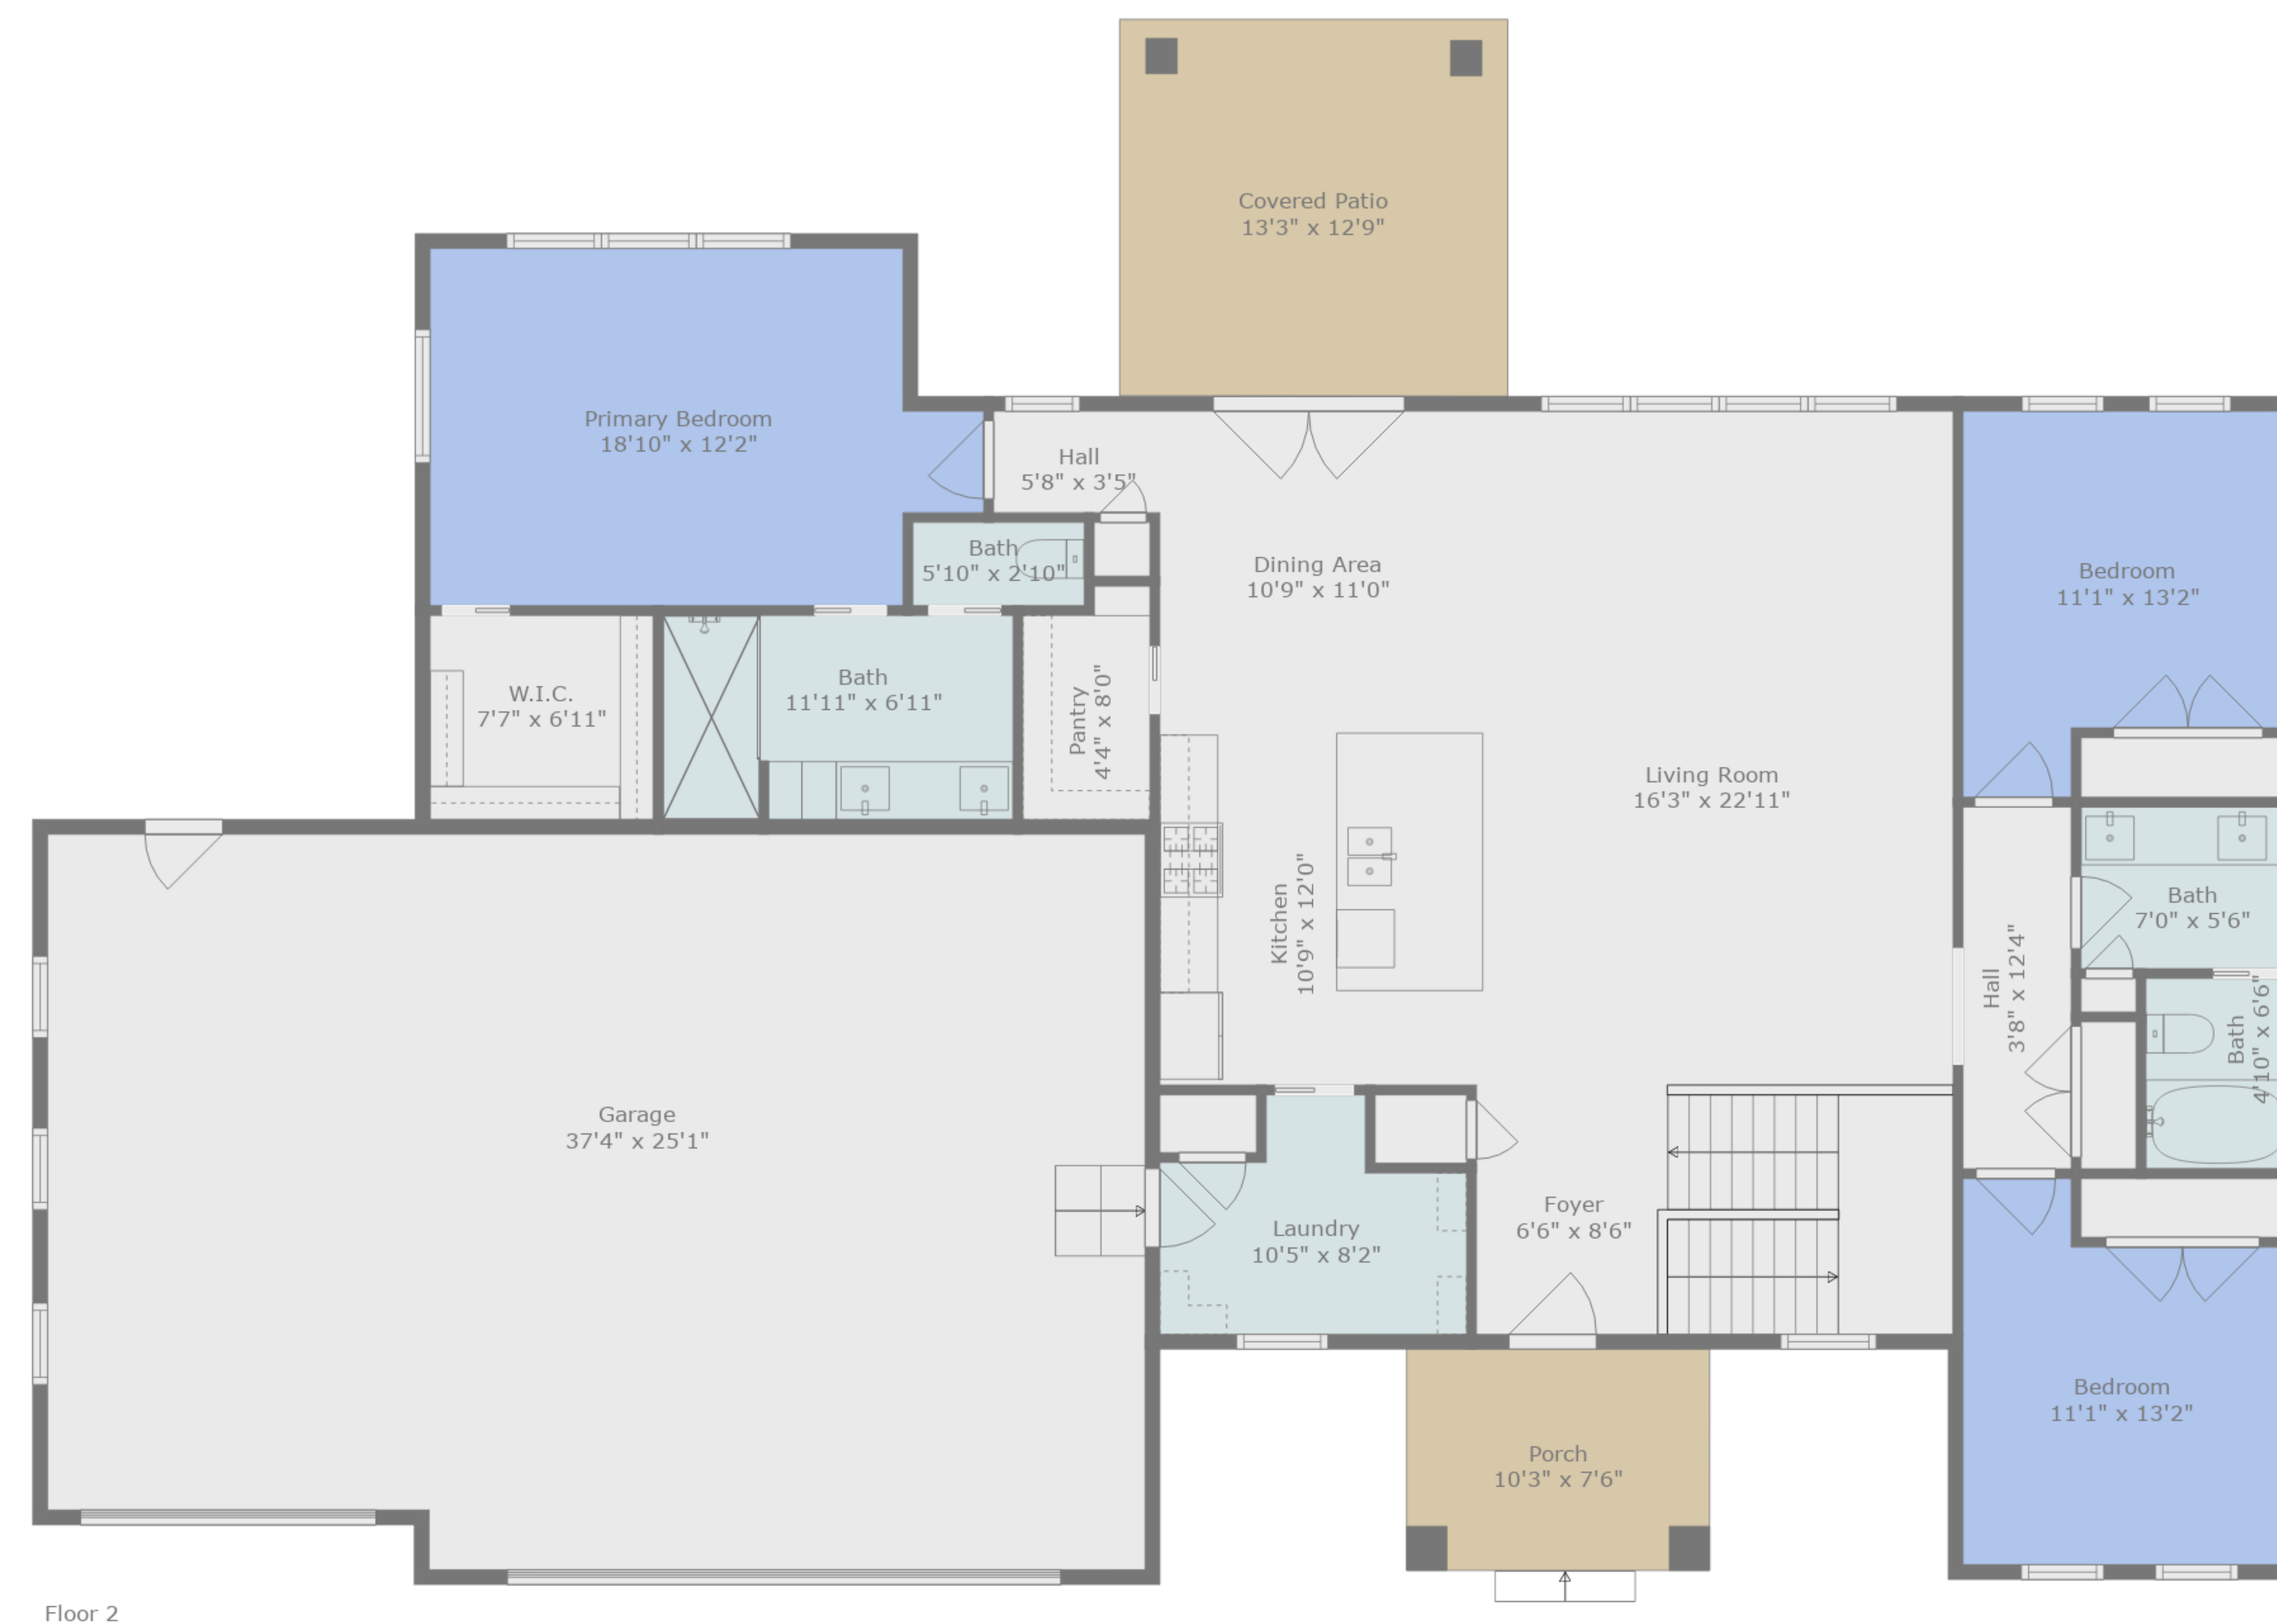 Covered Patio
13'3" x 12'9"
Primary Bedroom
18'10" x 12'2"
Hall
5'8" x 3'5"
Bath
5'10" x 2'10"
Dining Area
10'9" x 11'0"
Bedroom
11'1" x 13'2"
W.I.C.
7'7" x 6'11"
Bath
11'11" x 6'11"
Pantry
4'4" x 8'0"
Living Room
16'3" x 22'11"
Kitchen
10'9" x 12'0"
Bath
7'0" x 5'6"
Hall
3'8" x 12'4"
Bath
4'10" x 6'6"
Garage
37'4" x 25'1"
Laundry
10'5" x 8'2"
Foyer
6'6" x 8'6"
Bedroom
11'1" x 13'2"
Porch
10'3" x 7'6"
Floor 2